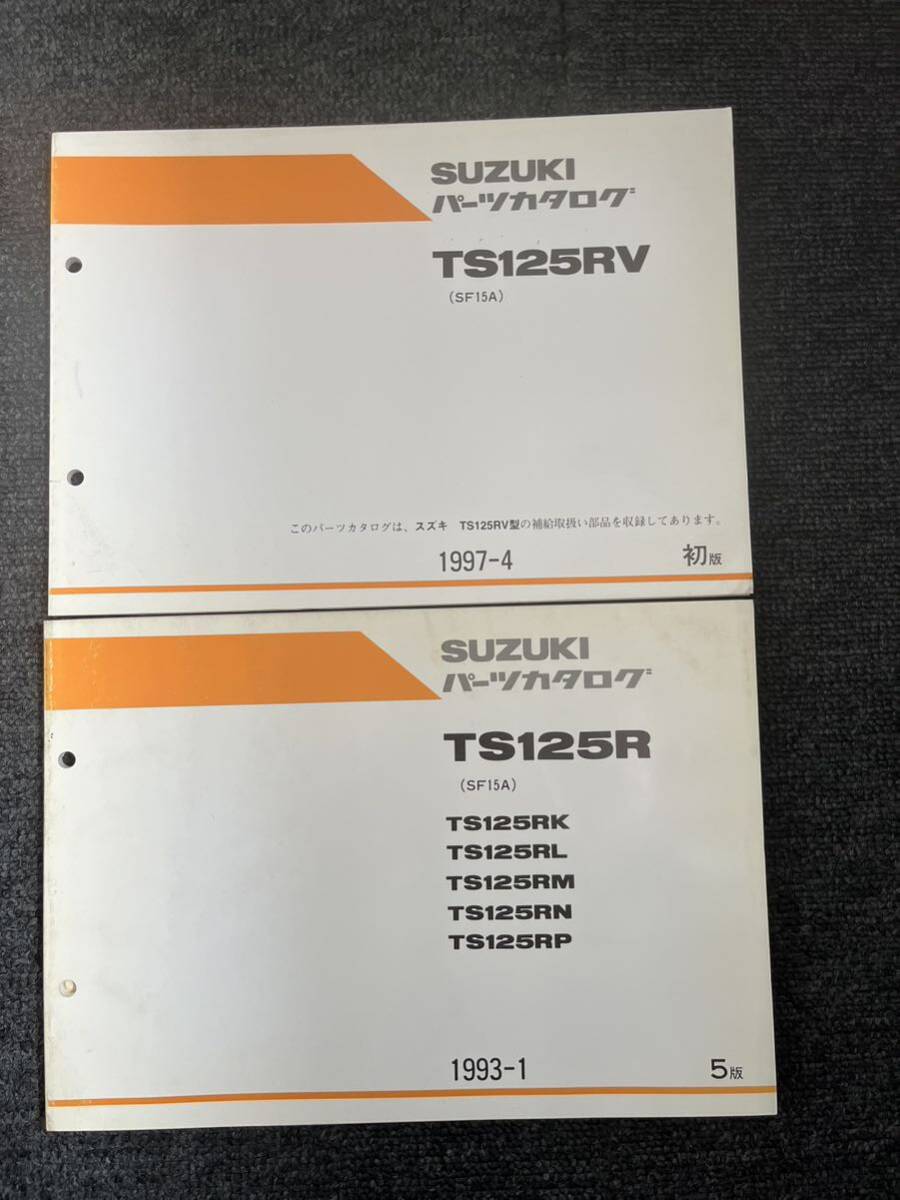 SUZUKI
パーツカタログ
TS125RV
(SF15A)
このパーツカタログは、スズキ TS125RV型の補給取扱い部品を収録してあります。
1997-4
初版
SUZUKI
パーツカタログ
TS125R
(SF15A)
TS125RK
TS125RL
TS125RM
TS125RN
TS125RP
1993-1
5版